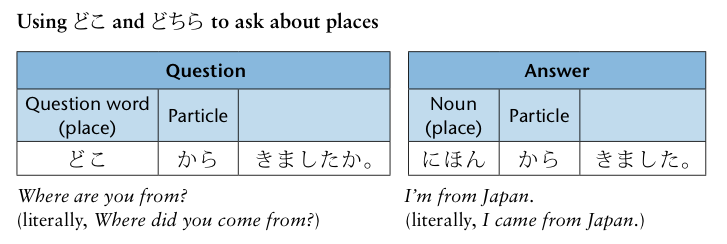 Using どこ and どちら to ask about places
Question
Question word (place) Particle
どこ から きましたか。
Where are you from?
(literally, Where did you come from?)
Answer
Noun (place) Particle
にほん から きました。
I'm from Japan.
(literally, I came from Japan.)